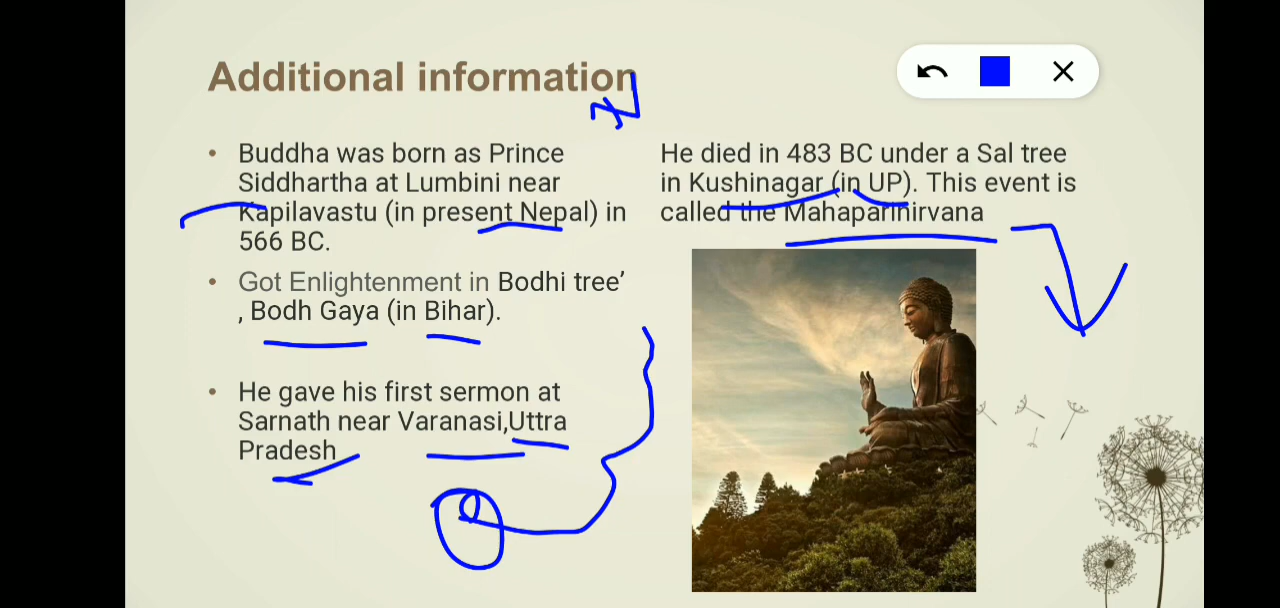 Additional information
• Buddha was born as Prince
Siddhartha at Lumbini near
Kapilavastu (in present Nepal) in
566 BC.
• Got Enlightenment in Bodhi tree’
, Bodh Gaya (in Bihar).
• He gave his first sermon at
Sarnath near Varanasi,Uttra
Pradesh
He died in 483 BC under a Sal tree
in Kushinagar (in UP). This event is
called the Mahaparinirvana